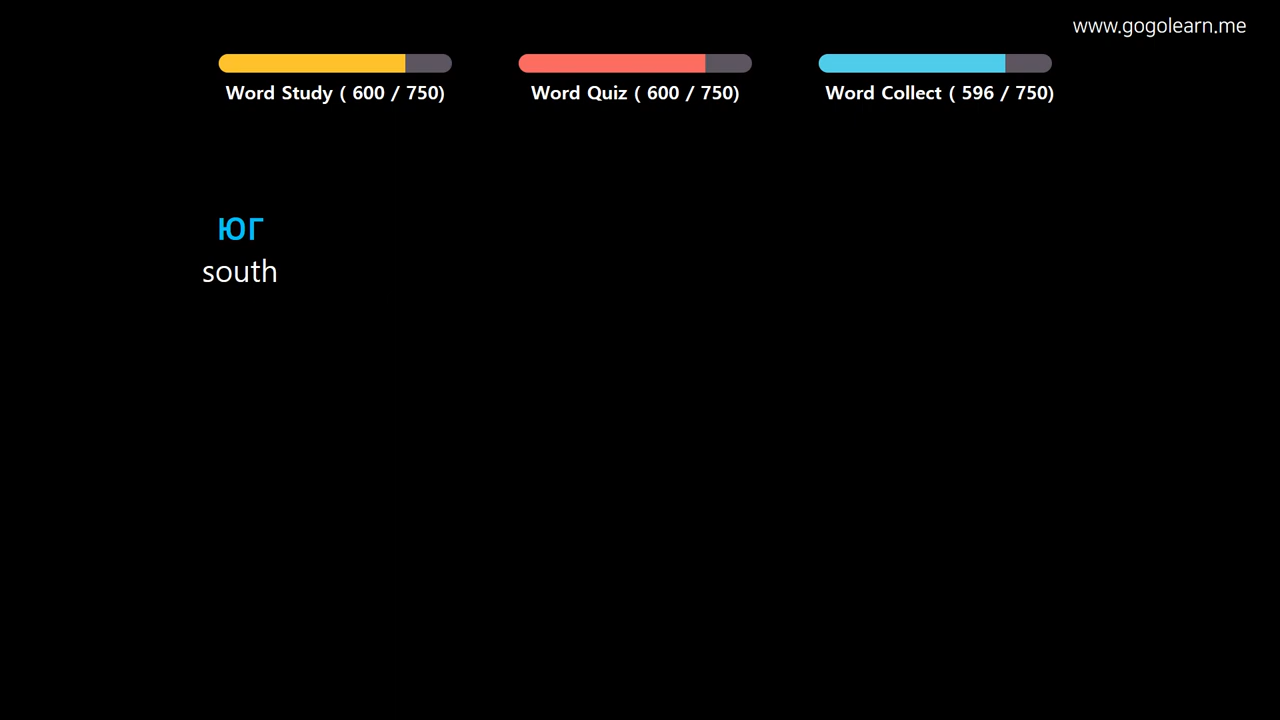 www.gogolearn.me
Word Study ( 600 / 750)
Word Quiz ( 600 / 750)
Word Collect ( 596 / 750)
юг
south